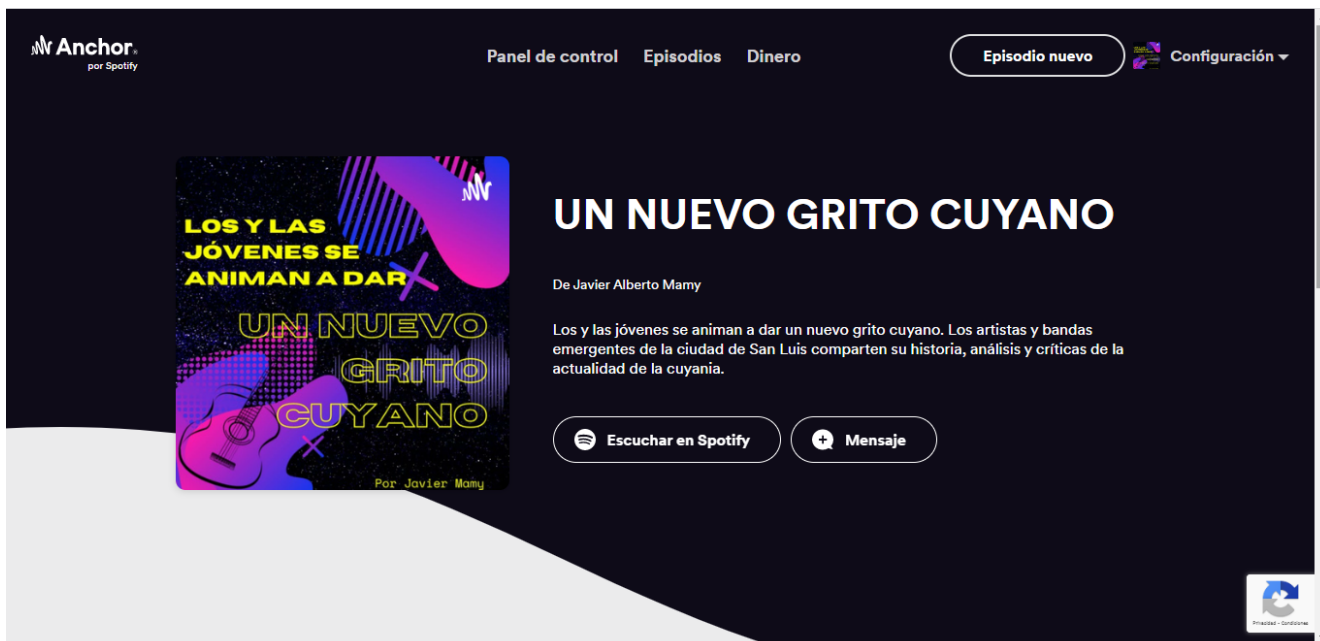 Anchor
por Spotify
Panel de control Episodios Dinero
Episodio nuevo
Configuración
LOS Y LAS
JÓVENES SE
ANIMAN A DAR
UN NUEVO
GRITO
CUYANO
Por Javier Mamy
UN NUEVO GRITO CUYANO
De Javier Alberto Mamy
Los y las jóvenes se animan a dar un nuevo grito cuyano. Los artistas y bandas
emergentes de la ciudad de San Luis comparten su historia, análisis y críticas de la
actualidad de la cuyania.
Escuchar en Spotify
Mensaje
Privacidad - Condiciones